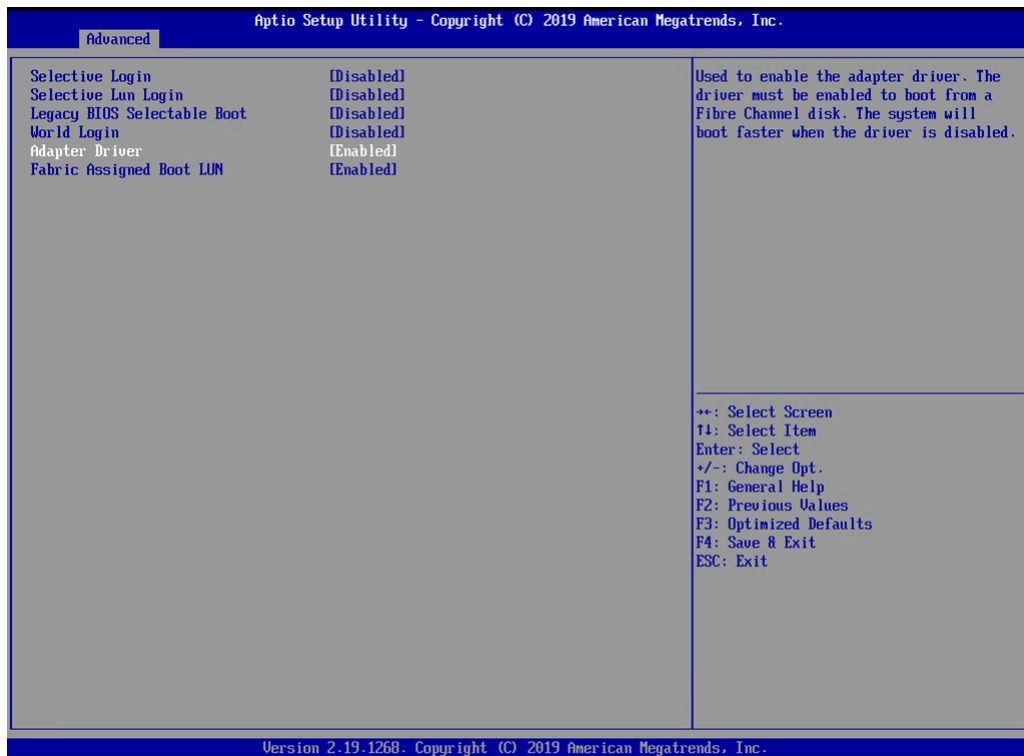 Aptio Setup Utility - Copyright (C) 2019 American Megatrends, Inc.
Advanced
Selective Login [Disabled]
Selective Lun Login [Disabled]
Legacy BIOS Selectable Boot [Disabled]
World Login [Disabled]
Adapter Driver [Enabled]
Fabric Assigned Boot LUN [Enabled]
Used to enable the adapter driver. The
driver must be enabled to boot from a
Fibre Channel disk. The system will
boot faster when the driver is disabled.
→←: Select Screen
↑↓: Select Item
Enter: Select
+/-: Change Opt.
F1: General Help
F2: Previous Values
F3: Optimized Defaults
F4: Save & Exit
ESC: Exit
Version 2.19.1268. Copyright (C) 2019 American Megatrends, Inc.